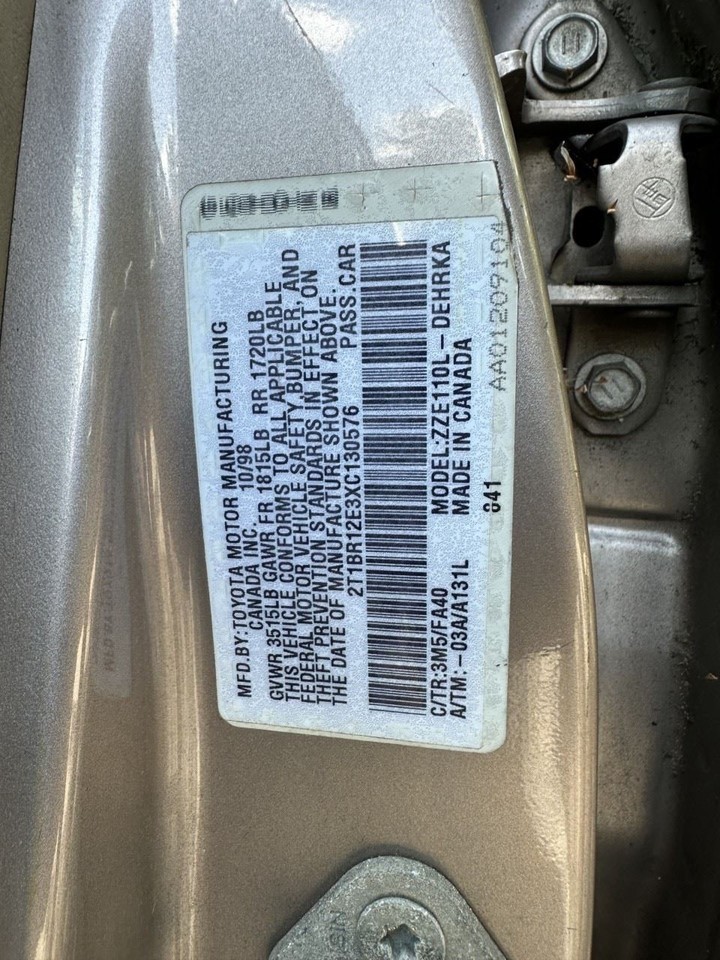 MFD.BY:TOYOTA MOTOR MANUFACTURING
CANADA INC. 10/98
GVWR 3515LB GAWR FR 1815LB RR 1720LB
THIS VEHICLE CONFORMS TO ALL APPLICABLE
FEDERAL MOTOR VEHICLE SAFETY BUMPER, AND
THEFT PREVENTION STANDARDS IN EFFECT ON
THE DATE OF MANUFACTURE SHOWN ABOVE.
2T1BR12E3XC130576 PASS. CAR
C/TR:3M5/FA40 MODEL:ZZE110L-DEHRKA
A/TM:-03A/A131L MADE IN CANADA
041
AA01209104